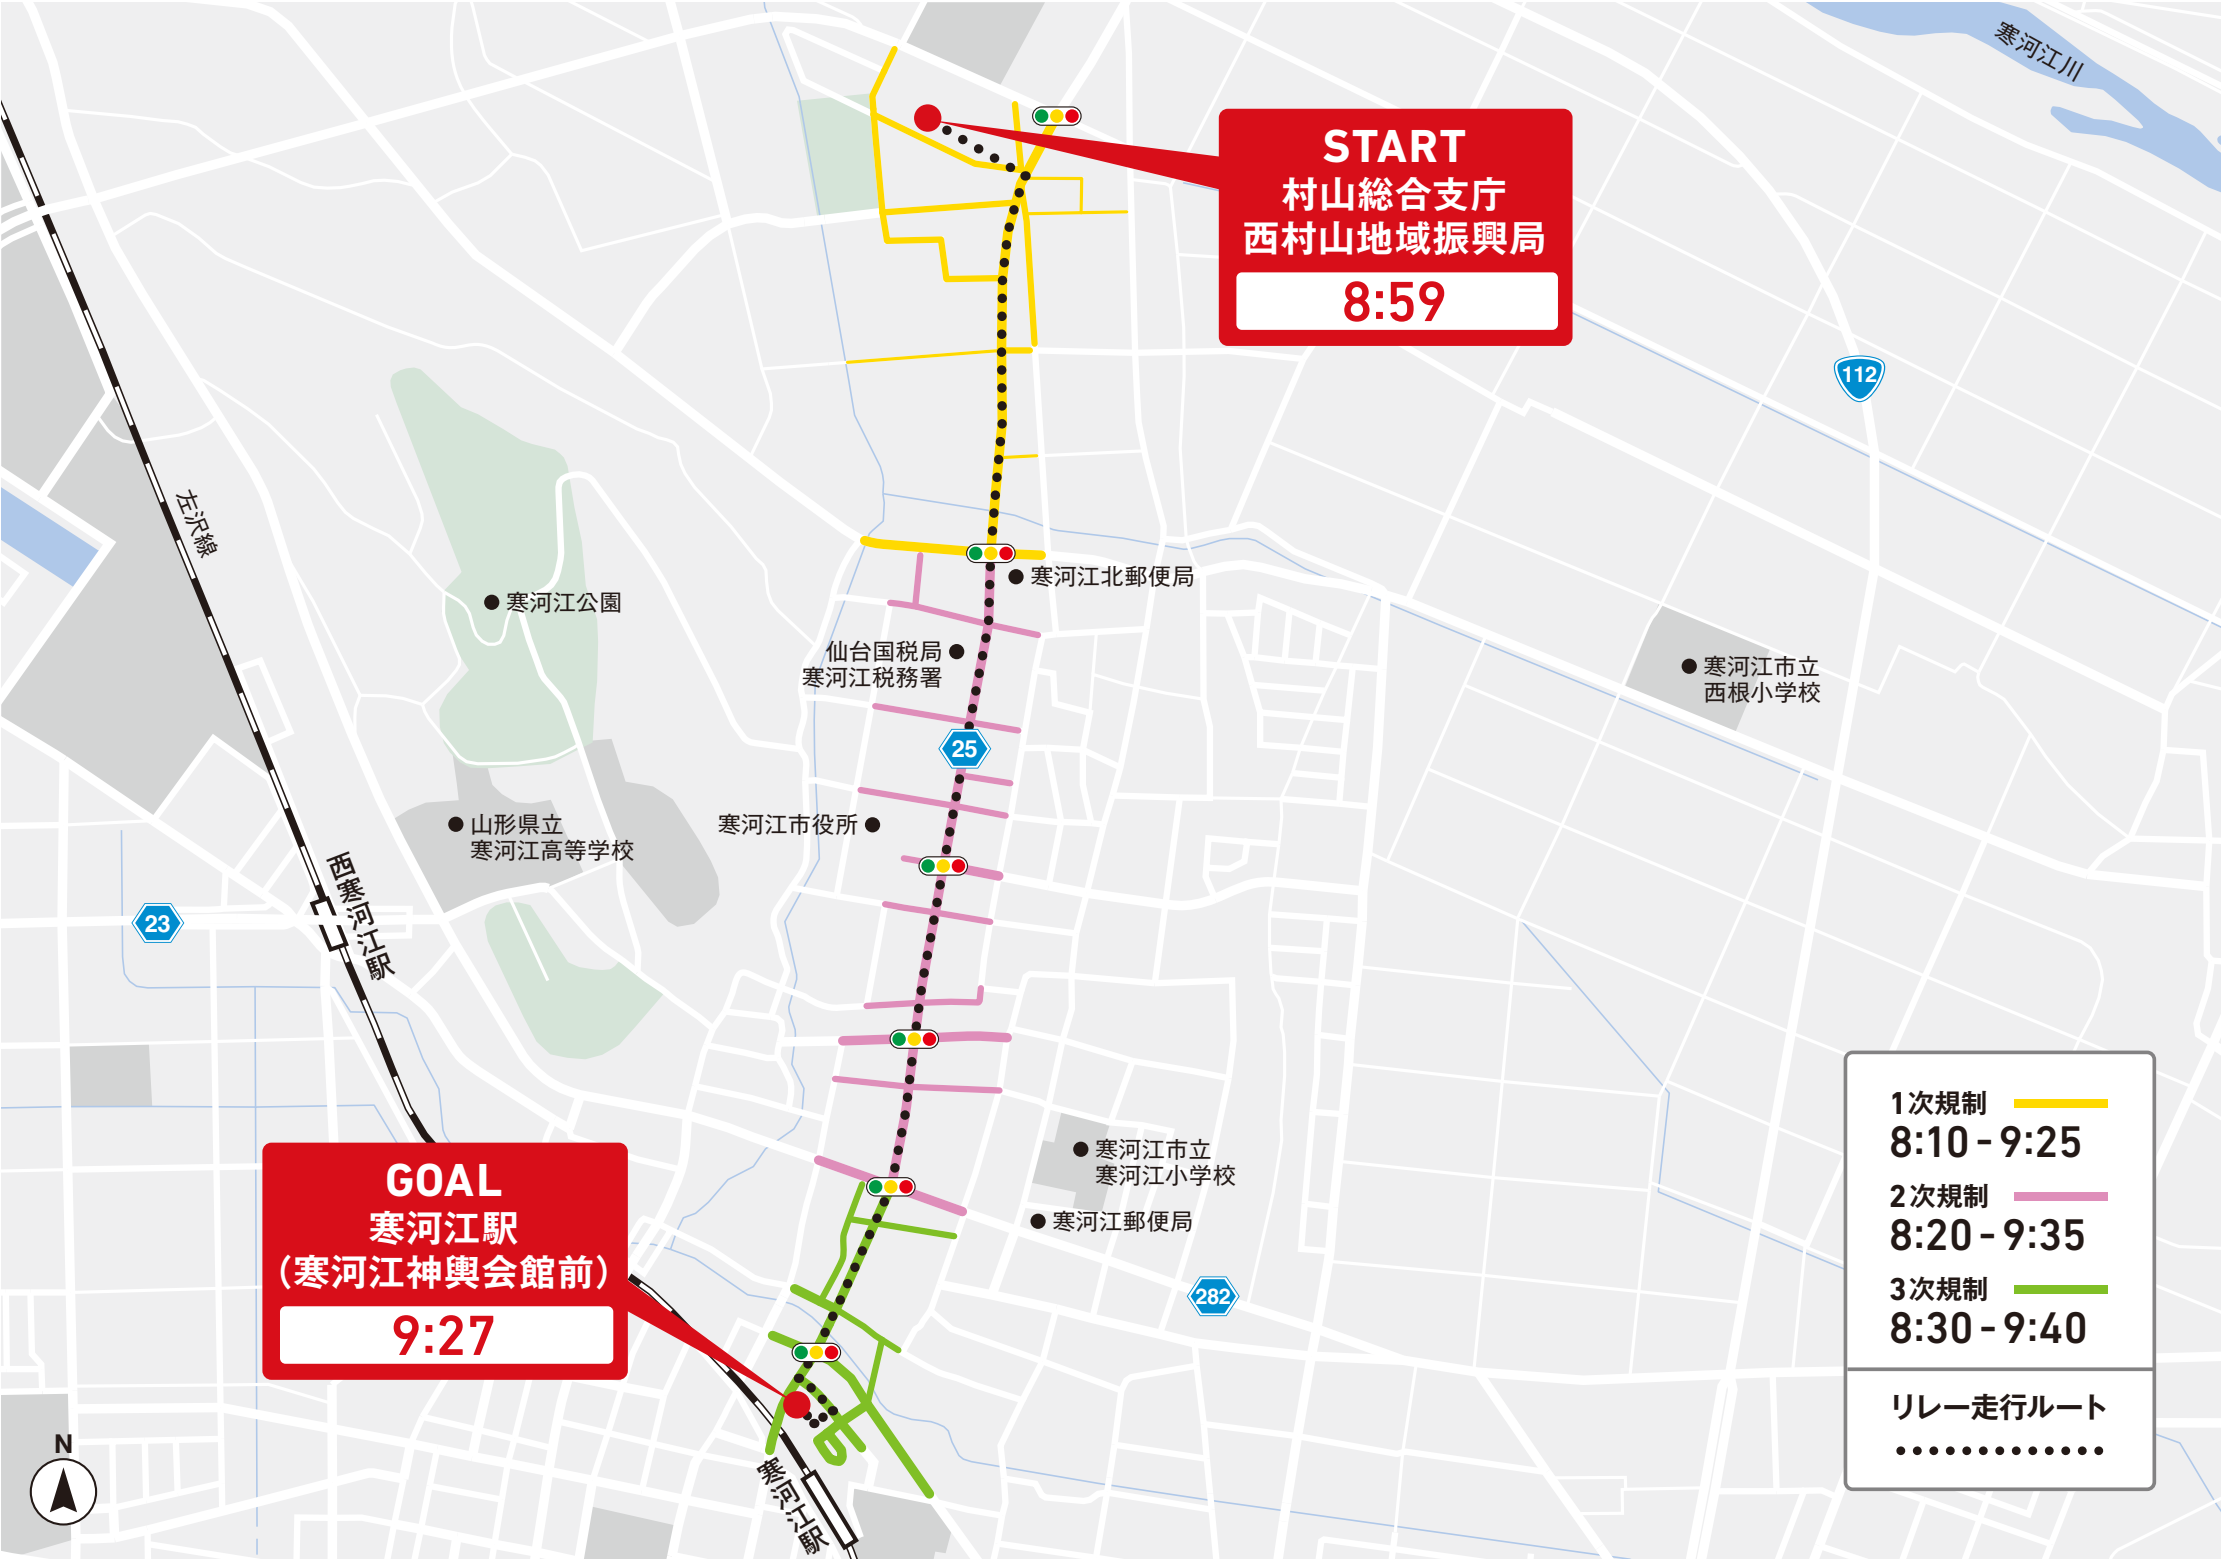 寒河江川
START
村山総合支庁
西村山地域振興局
8:59
112
左沢線
寒河江北郵便局
寒河江公園
仙台国税局
寒河江税務署
寒河江市立
西根小学校
25
山形県立
寒河江高等学校
寒河江市役所
西寒河江駅
23
寒河江市立
寒河江小学校
寒河江郵便局
282
GOAL
寒河江駅
（寒河江神輿会館前）
9:27
寒河江駅
N
1次規制
8:10 - 9:25
2次規制
8:20 - 9:35
3次規制
8:30 - 9:40
リレー走行ルート